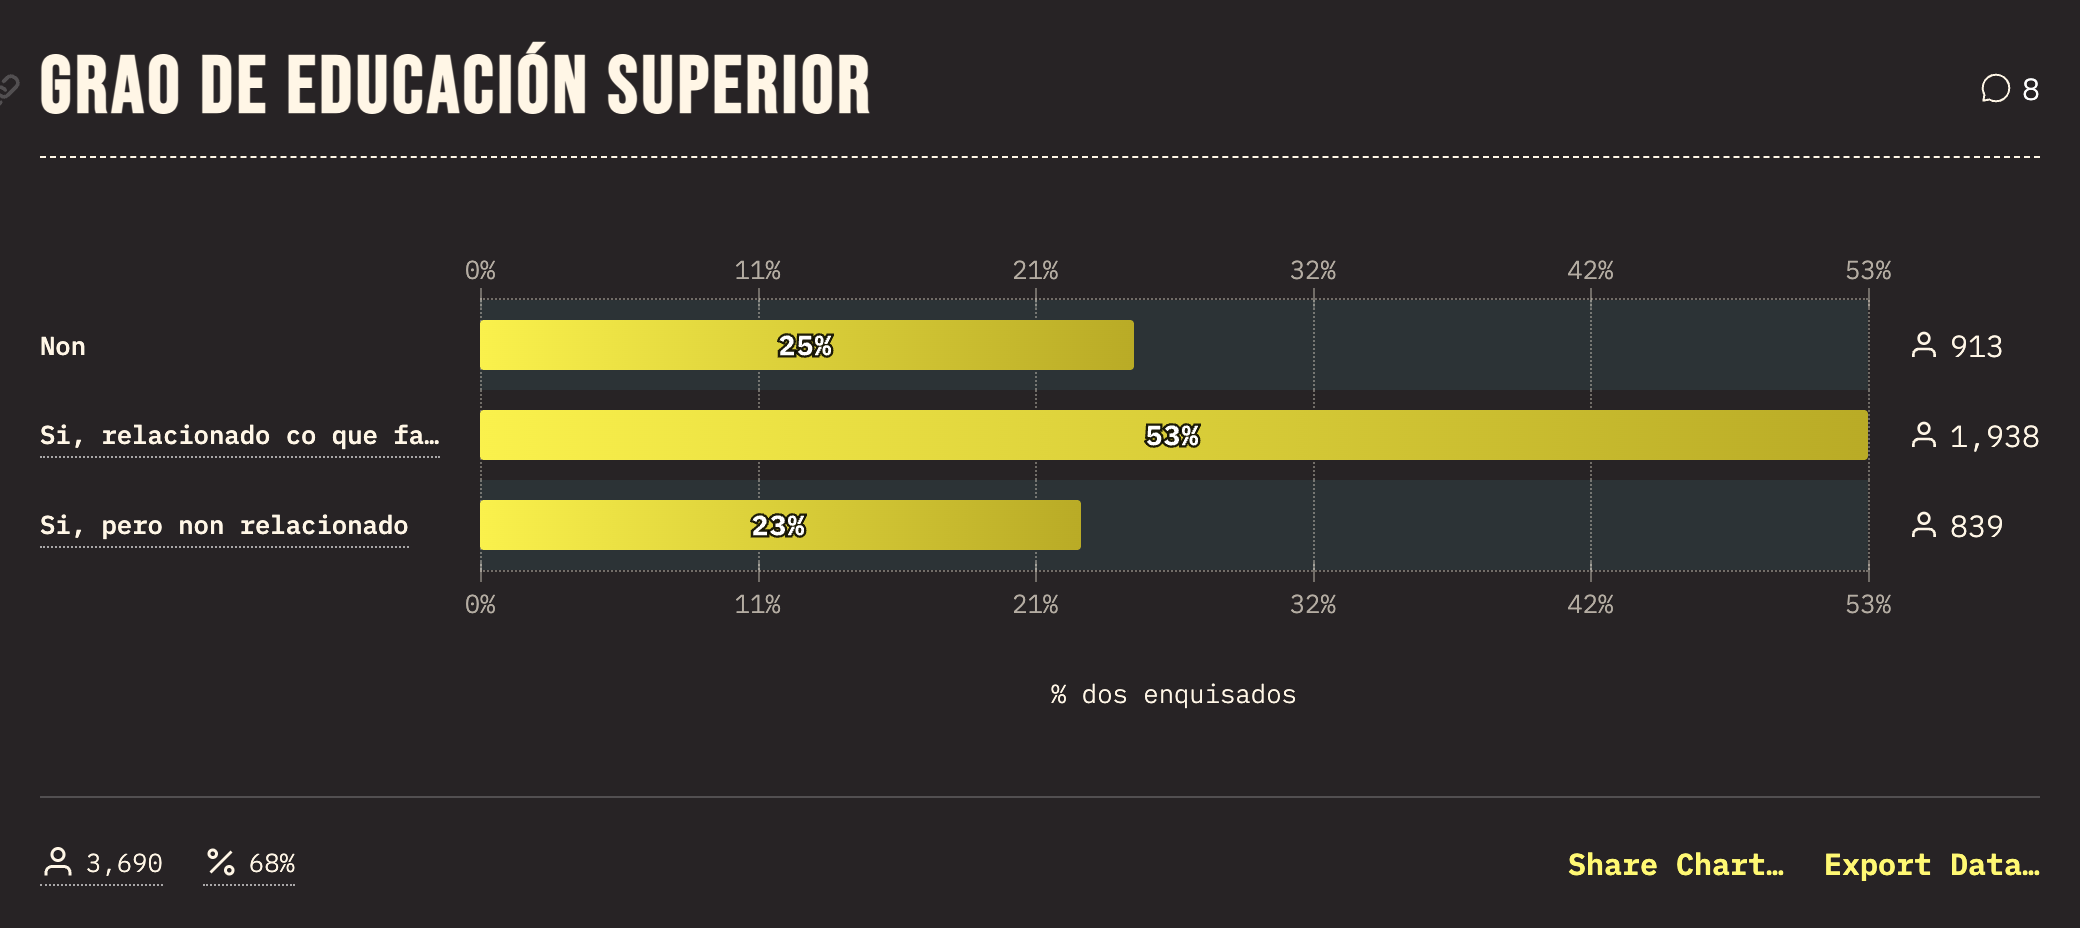 GRAO DE EDUCACIÓN SUPERIOR
8
0% 11% 21% 32% 42% 53%
Non 25% 913
Si, relacionado co que fa… 53% 1,938
Si, pero non relacionado 23% 839
0% 11% 21% 32% 42% 53%
% dos enquisados
3,690 % 68% Share Chart… Export Data…